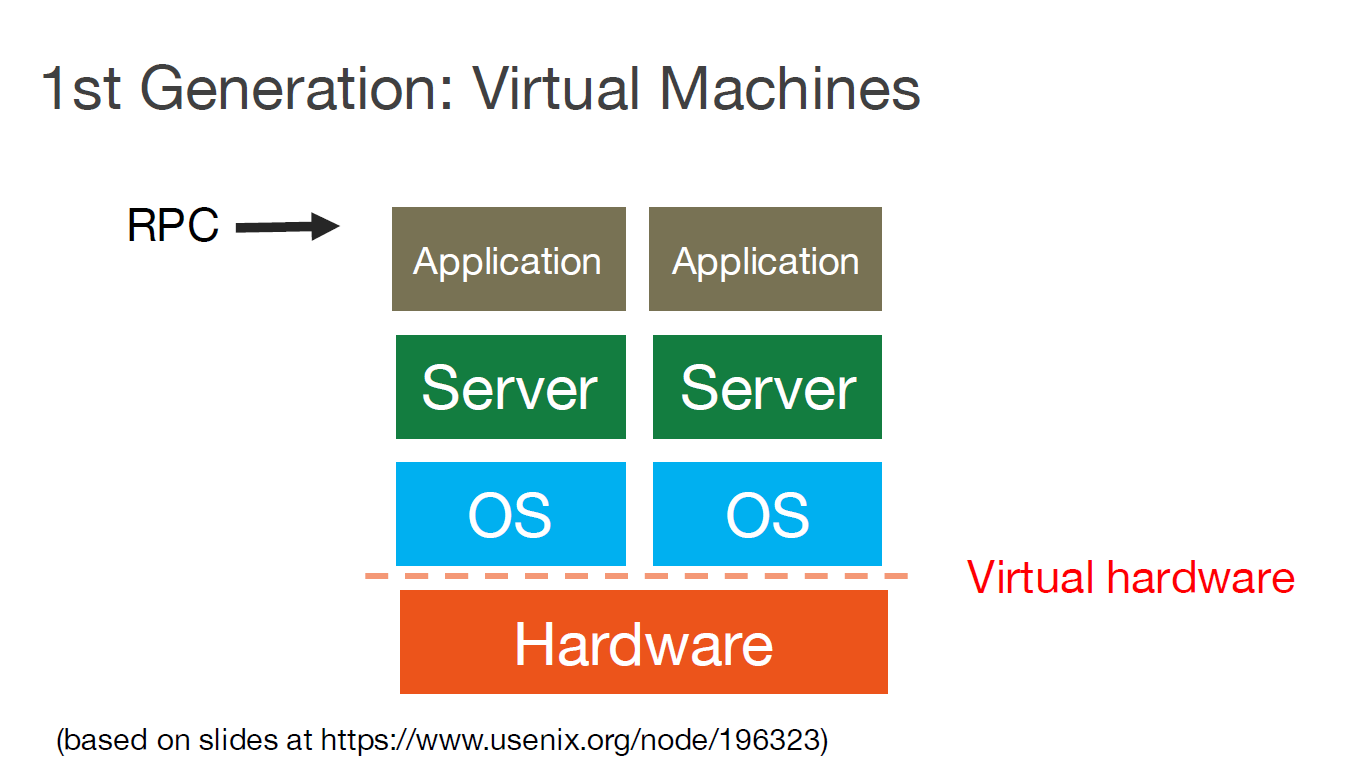 1st Generation: Virtual Machines
RPC
Application Application
Server Server
OS OS
Virtual hardware
Hardware
(based on slides at https://www.usenix.org/node/196323)